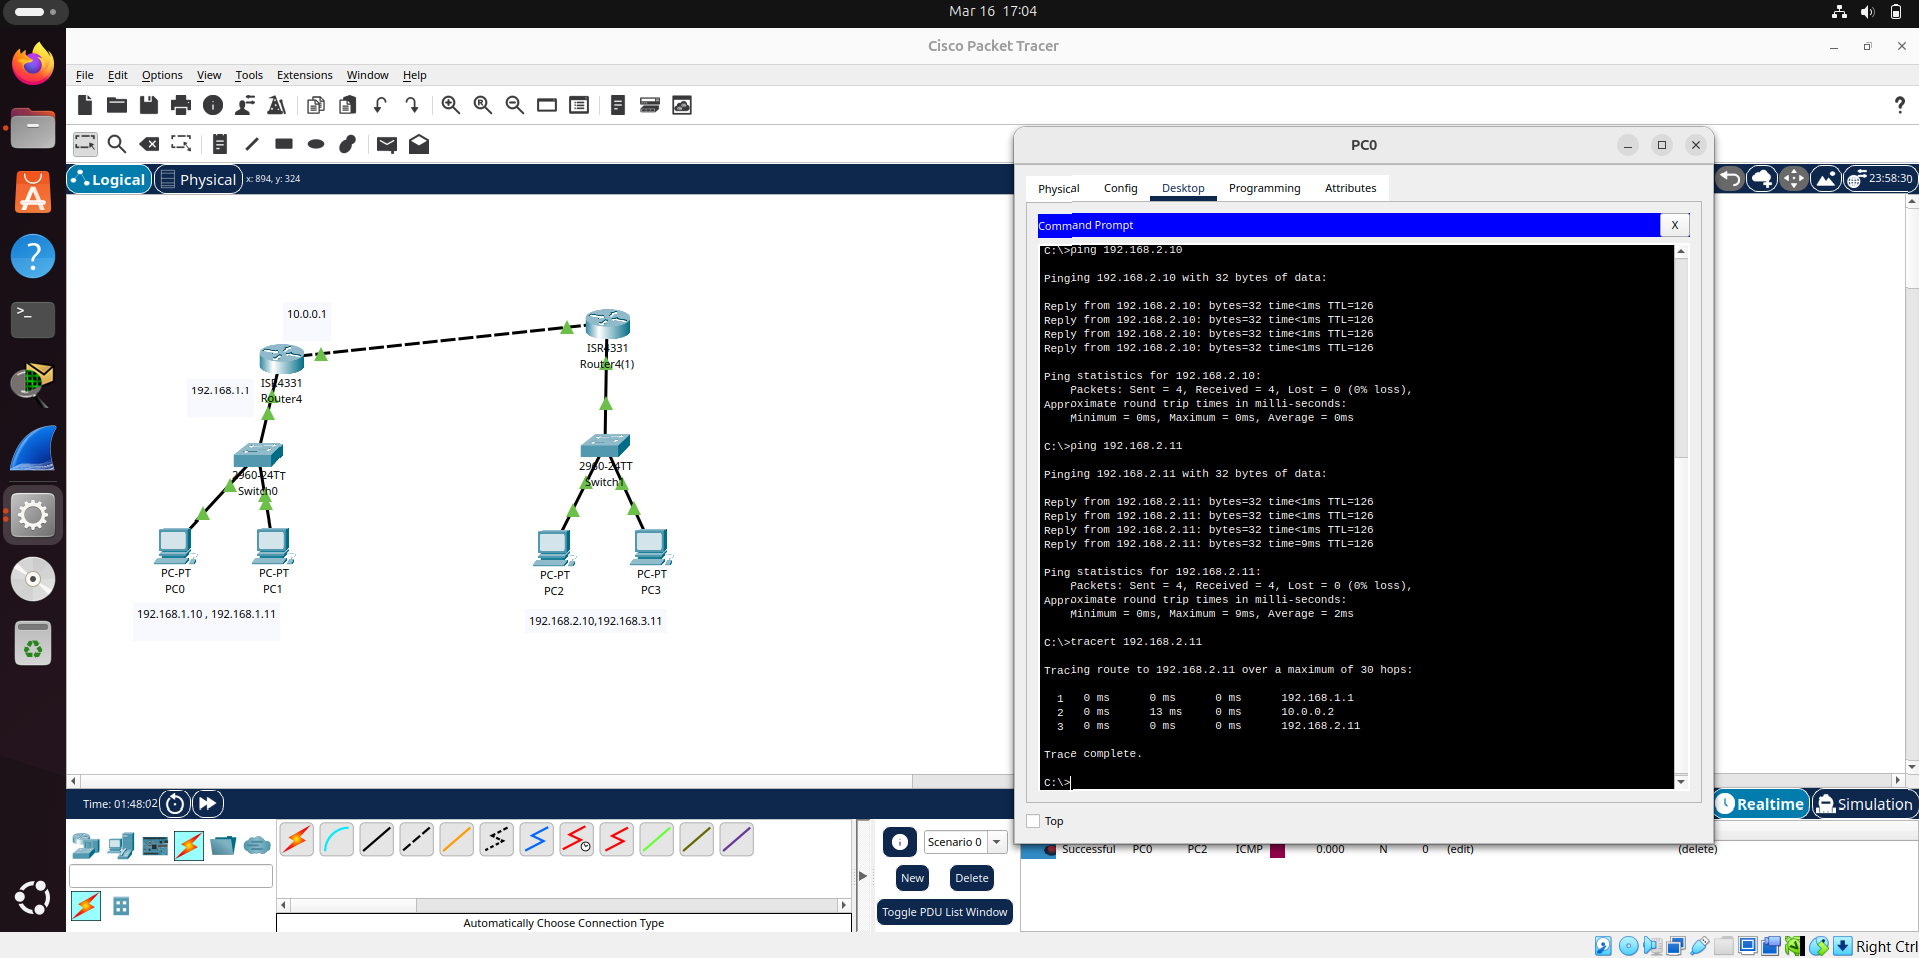 Mar 16 17:04
Cisco Packet Tracer
File Edit Options View Tools Extensions Window Help
Logical Physical x: 894, y: 324
23:58:30
10.0.0.1
ISR4331
Router4
192.168.1.1
2960-24TT
Switch0
PC-PT
PC0
PC-PT
PC1
192.168.1.10 , 192.168.1.11
ISR4331
Router4(1)
2960-24TT
Switch1
PC-PT
PC2
PC-PT
PC3
192.168.2.10,192.168.3.11
PC0
Physical Config Desktop Programming Attributes
Command Prompt X
C:\>ping 192.168.2.10
Pinging 192.168.2.10 with 32 bytes of data:
Reply from 192.168.2.10: bytes=32 time<1ms TTL=126
Reply from 192.168.2.10: bytes=32 time<1ms TTL=126
Reply from 192.168.2.10: bytes=32 time<1ms TTL=126
Reply from 192.168.2.10: bytes=32 time<1ms TTL=126
Ping statistics for 192.168.2.10:
Packets: Sent = 4, Received = 4, Lost = 0 (0% loss),
Approximate round trip times in milli-seconds:
Minimum = 0ms, Maximum = 0ms, Average = 0ms
C:\>ping 192.168.2.11
Pinging 192.168.2.11 with 32 bytes of data:
Reply from 192.168.2.11: bytes=32 time<1ms TTL=126
Reply from 192.168.2.11: bytes=32 time<1ms TTL=126
Reply from 192.168.2.11: bytes=32 time<1ms TTL=126
Reply from 192.168.2.11: bytes=32 time=9ms TTL=126
Ping statistics for 192.168.2.11:
Packets: Sent = 4, Received = 4, Lost = 0 (0% loss),
Approximate round trip times in milli-seconds:
Minimum = 0ms, Maximum = 9ms, Average = 2ms
C:\>tracert 192.168.2.11
Tracing route to 192.168.2.11 over a maximum of 30 hops:
1 0 ms 0 ms 0 ms 192.168.1.1
2 0 ms 13 ms 0 ms 10.0.0.2
3 0 ms 0 ms 0 ms 192.168.2.11
Trace complete.
C:\>
Top
Time: 01:48:02
Realtime Simulation
Scenario 0
New Delete
Toggle PDU List Window
Successful PC0 PC2 ICMP 0.000 N 0 (edit) (delete)
Automatically Choose Connection Type
Right Ctrl